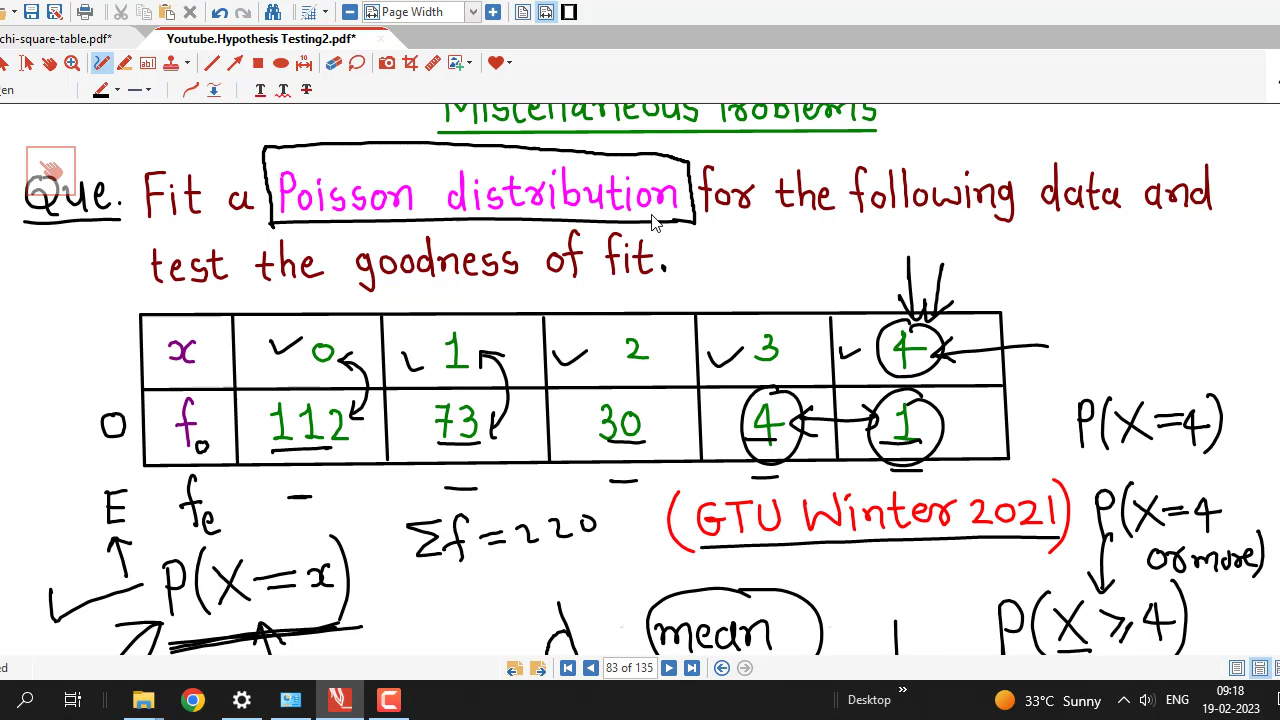 Page Width
chi-square-table.pdf*
Youtube.Hypothesis Testing2.pdf*
Miscellaneous Problems
Que. Fit a Poisson distribution for the following data and
test the goodness of fit.
x 0 1 2 3 4
O fo 112 73 30 4 1
P(X=4)
E fe
Σf=220
(GTU Winter 2021)
P(X=4
or more)
P(X=x)
mean
P(X⩾4)
83 of 135
Desktop
33°C Sunny
ENG
09:18
19-02-2023